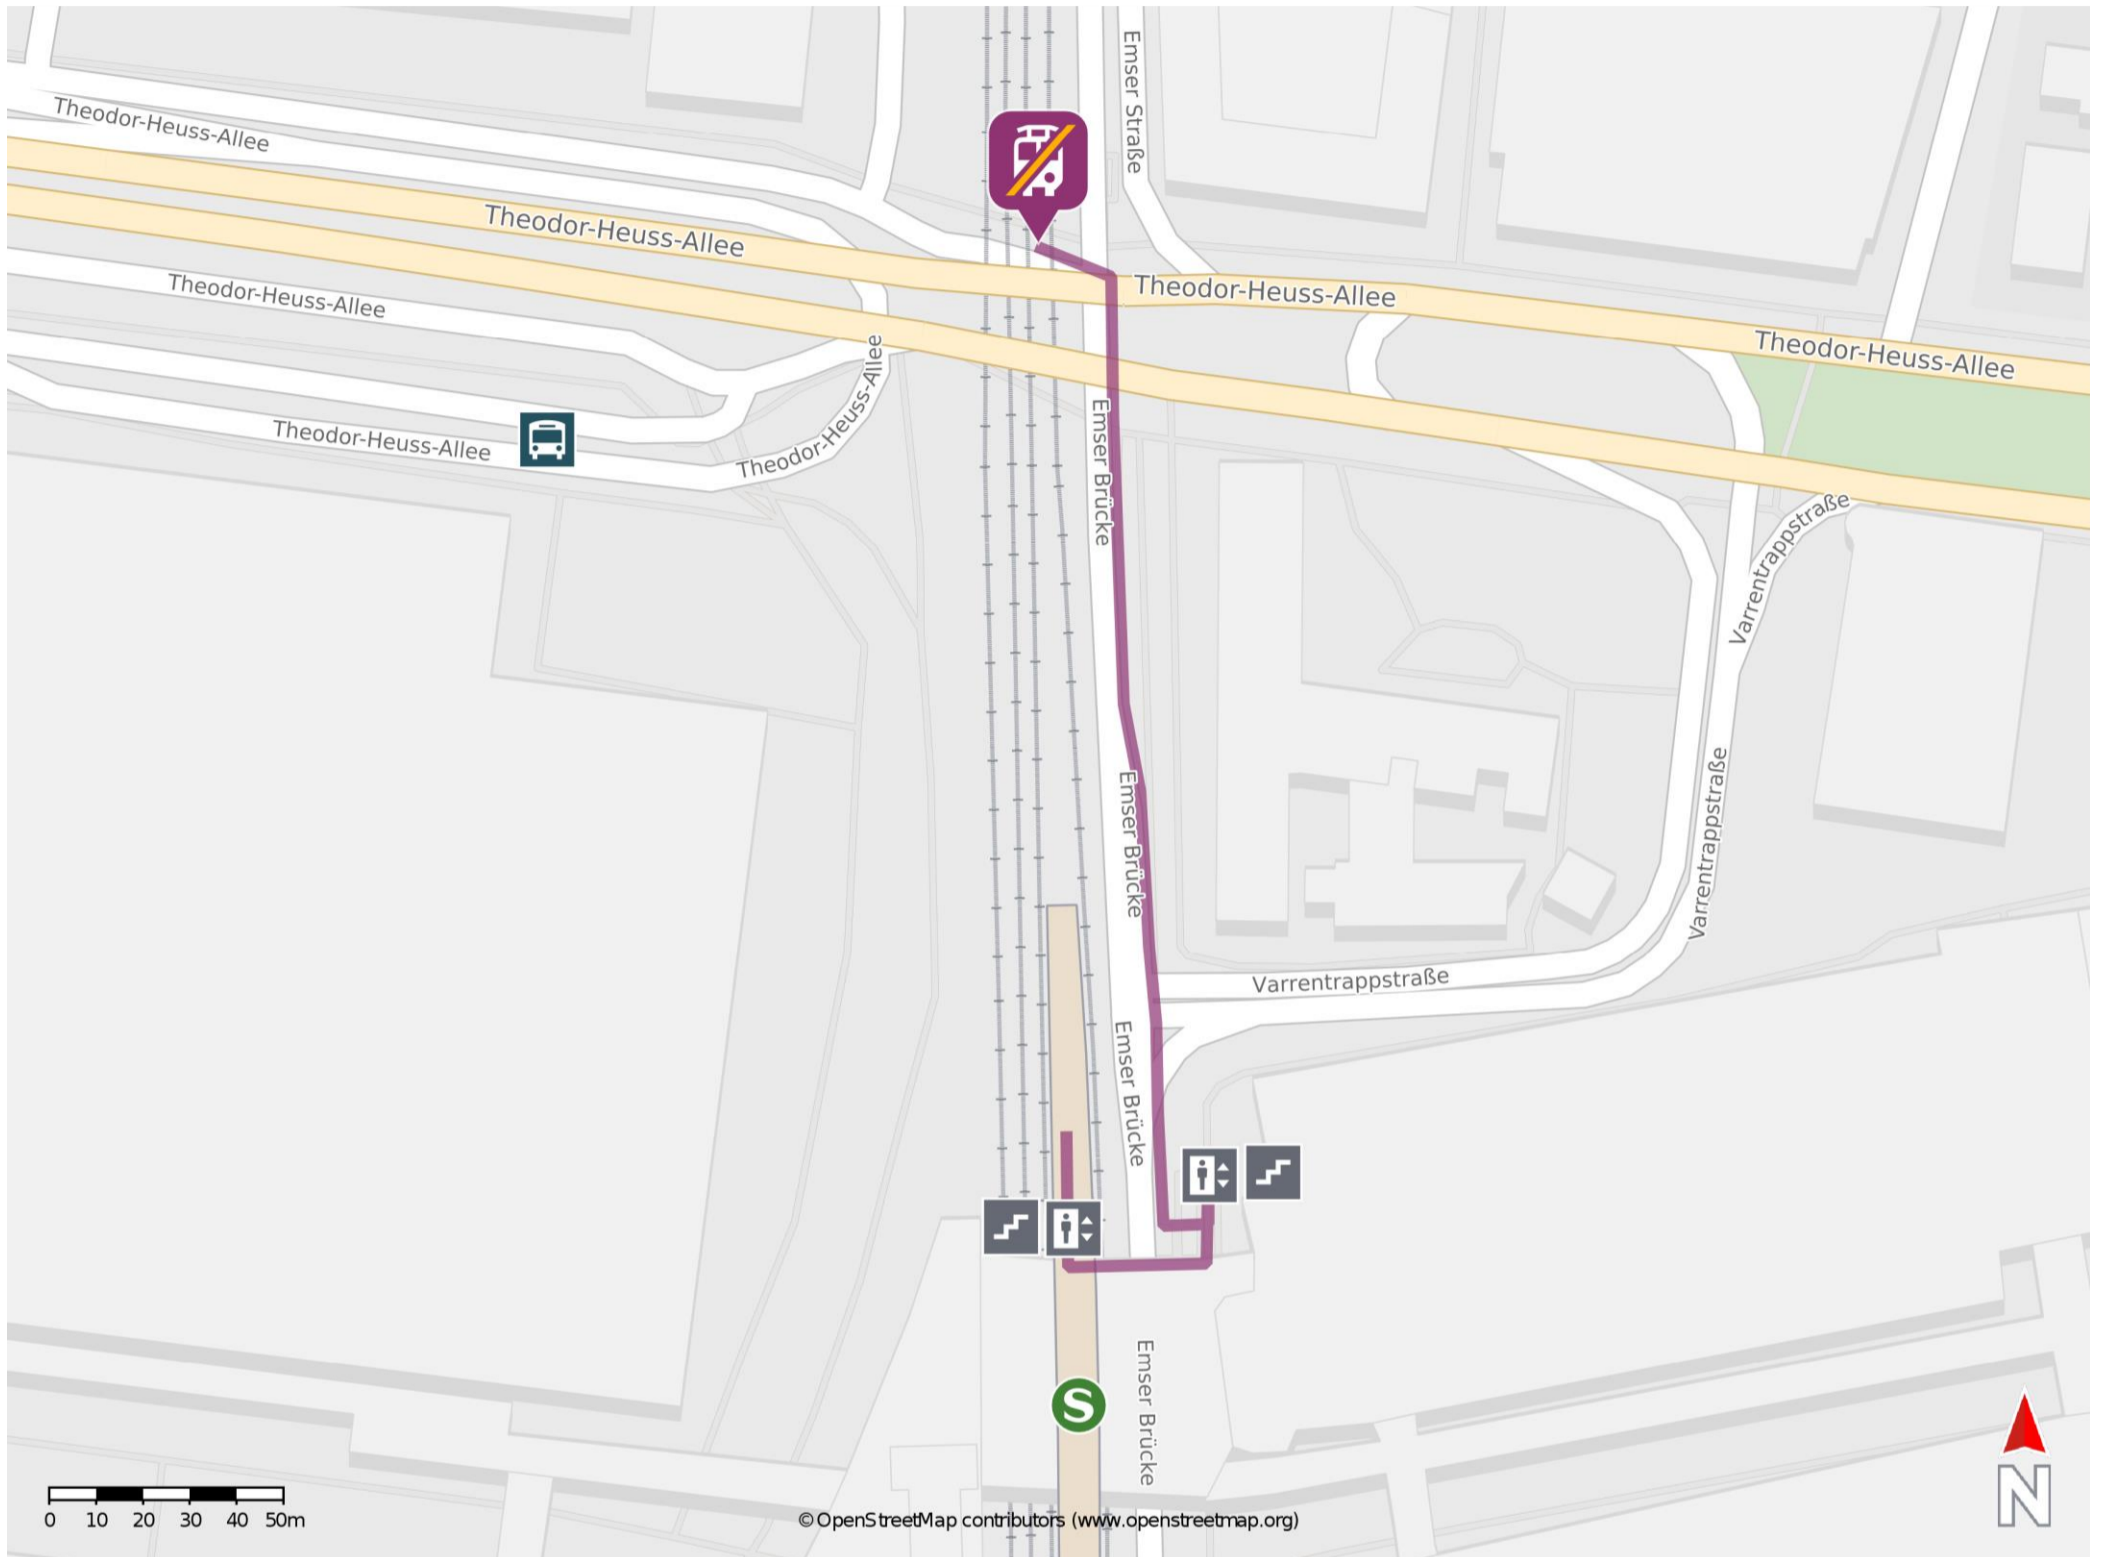 Emser Straße
Theodor-Heuss-Allee
Theodor-Heuss-Allee
Theodor-Heuss-Allee
Theodor-Heuss-Allee
Theodor-Heuss-Allee
Theodor-Heuss-Allee
Theodor-Heuss-Allee
Emser Brücke
Varrentrappstraße
Emser Brücke
Varrentrappstraße
Varrentrappstraße
Emser Brücke
Emser Brücke
S
N
0 10 20 30 40 50m
©OpenStreetMap contributors (www.openstreetmap.org)